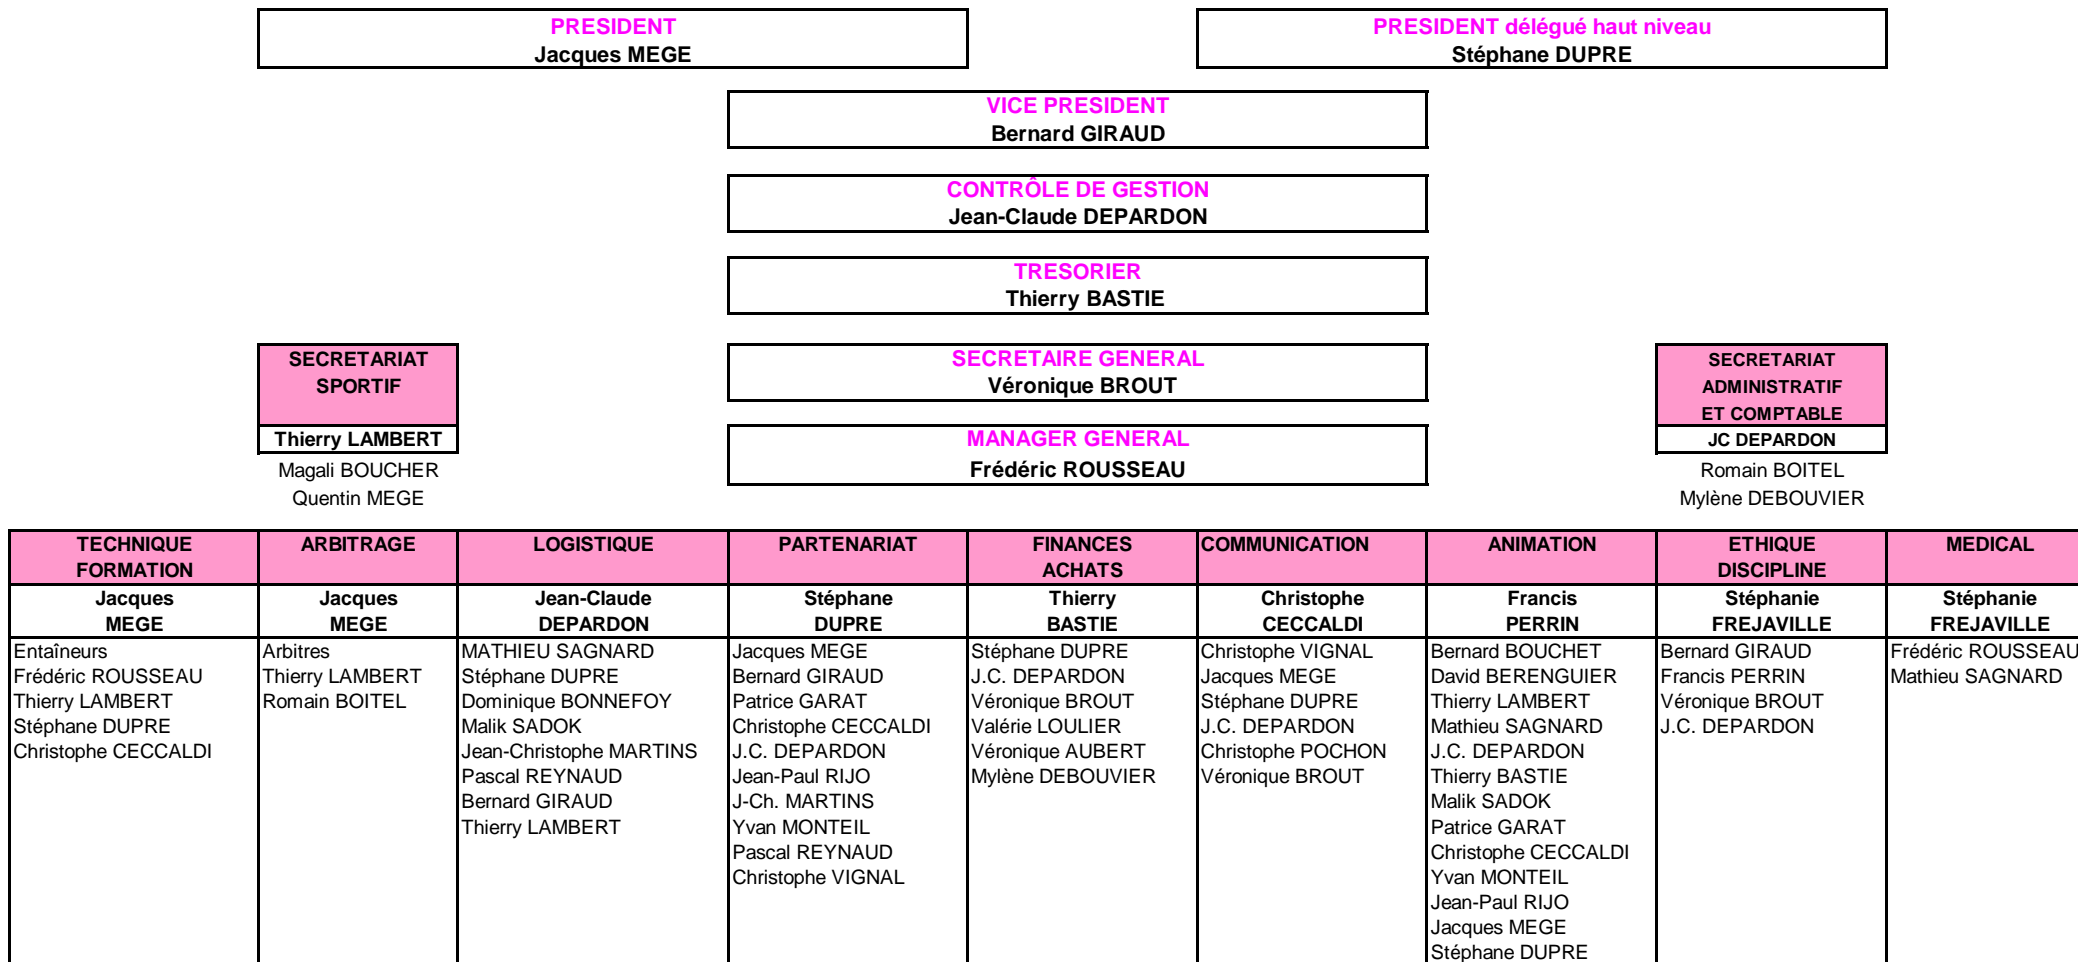 PRESIDENT
Jacques MEGE
PRESIDENT délégué haut niveau
Stéphane DUPRE
VICE PRESIDENT
Bernard GIRAUD
CONTRÔLE DE GESTION
Jean-Claude DEPARDON
TRESORIER
Thierry BASTIE
SECRETARIAT
SPORTIF
Thierry LAMBERT
Magali BOUCHER
Quentin MEGE
SECRETAIRE GENERAL
Véronique BROUT
MANAGER GENERAL
Frédéric ROUSSEAU
SECRETARIAT
ADMINISTRATIF
ET COMPTABLE
JC DEPARDON
Romain BOITEL
Mylène DEBOUVIER
TECHNIQUE
FORMATION
Jacques
MEGE
Entaîneurs
Frédéric ROUSSEAU
Thierry LAMBERT
Stéphane DUPRE
Christophe CECCALDI
ARBITRAGE
Jacques
MEGE
Arbitres
Thierry LAMBERT
Romain BOITEL
LOGISTIQUE
Jean-Claude
DEPARDON
MATHIEU SAGNARD
Stéphane DUPRE
Dominique BONNEFOY
Malik SADOK
Jean-Christophe MARTINS
Pascal REYNAUD
Bernard GIRAUD
Thierry LAMBERT
PARTENARIAT
Stéphane
DUPRE
Jacques MEGE
Bernard GIRAUD
Patrice GARAT
Christophe CECCALDI
J.C. DEPARDON
Jean-Paul RIJO
J-Ch. MARTINS
Yvan MONTEIL
Pascal REYNAUD
Christophe VIGNAL
FINANCES
ACHATS
Thierry
BASTIE
Stéphane DUPRE
J.C. DEPARDON
Véronique BROUT
Valérie LOULIER
Véronique AUBERT
Mylène DEBOUVIER
COMMUNICATION
Christophe
CECCALDI
Christophe VIGNAL
Jacques MEGE
Stéphane DUPRE
J.C. DEPARDON
Christophe POCHON
Véronique BROUT
ANIMATION
Francis
PERRIN
Bernard BOUCHET
David BERENGUIER
Thierry LAMBERT
Mathieu SAGNARD
J.C. DEPARDON
Thierry BASTIE
Malik SADOK
Patrice GARAT
Christophe CECCALDI
Yvan MONTEIL
Jean-Paul RIJO
Jacques MEGE
Stéphane DUPRE
ETHIQUE
DISCIPLINE
Stéphanie
FREJAVILLE
Bernard GIRAUD
Francis PERRIN
Véronique BROUT
J.C. DEPARDON
MEDICAL
Stéphanie
FREJAVILLE
Frédéric ROUSSEAU
Mathieu SAGNARD